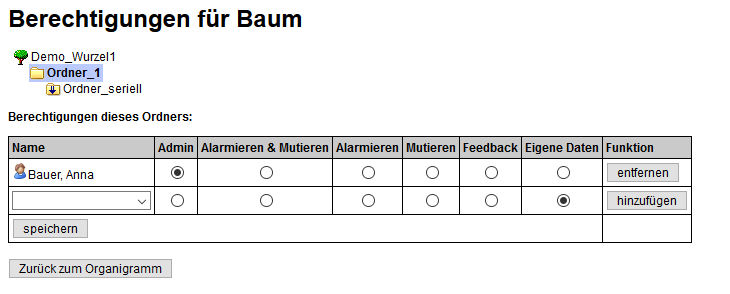 Berechtigungen für Baum
Demo_Wurzel1
Ordner_1
Ordner_seriell
Berechtigungen dieses Ordners:
Name Admin Alarmieren & Mutieren Alarmieren Mutieren Feedback Eigene Daten Funktion
Bauer, Anna entfernen
hinzufügen
speichern
Zurück zum Organigramm